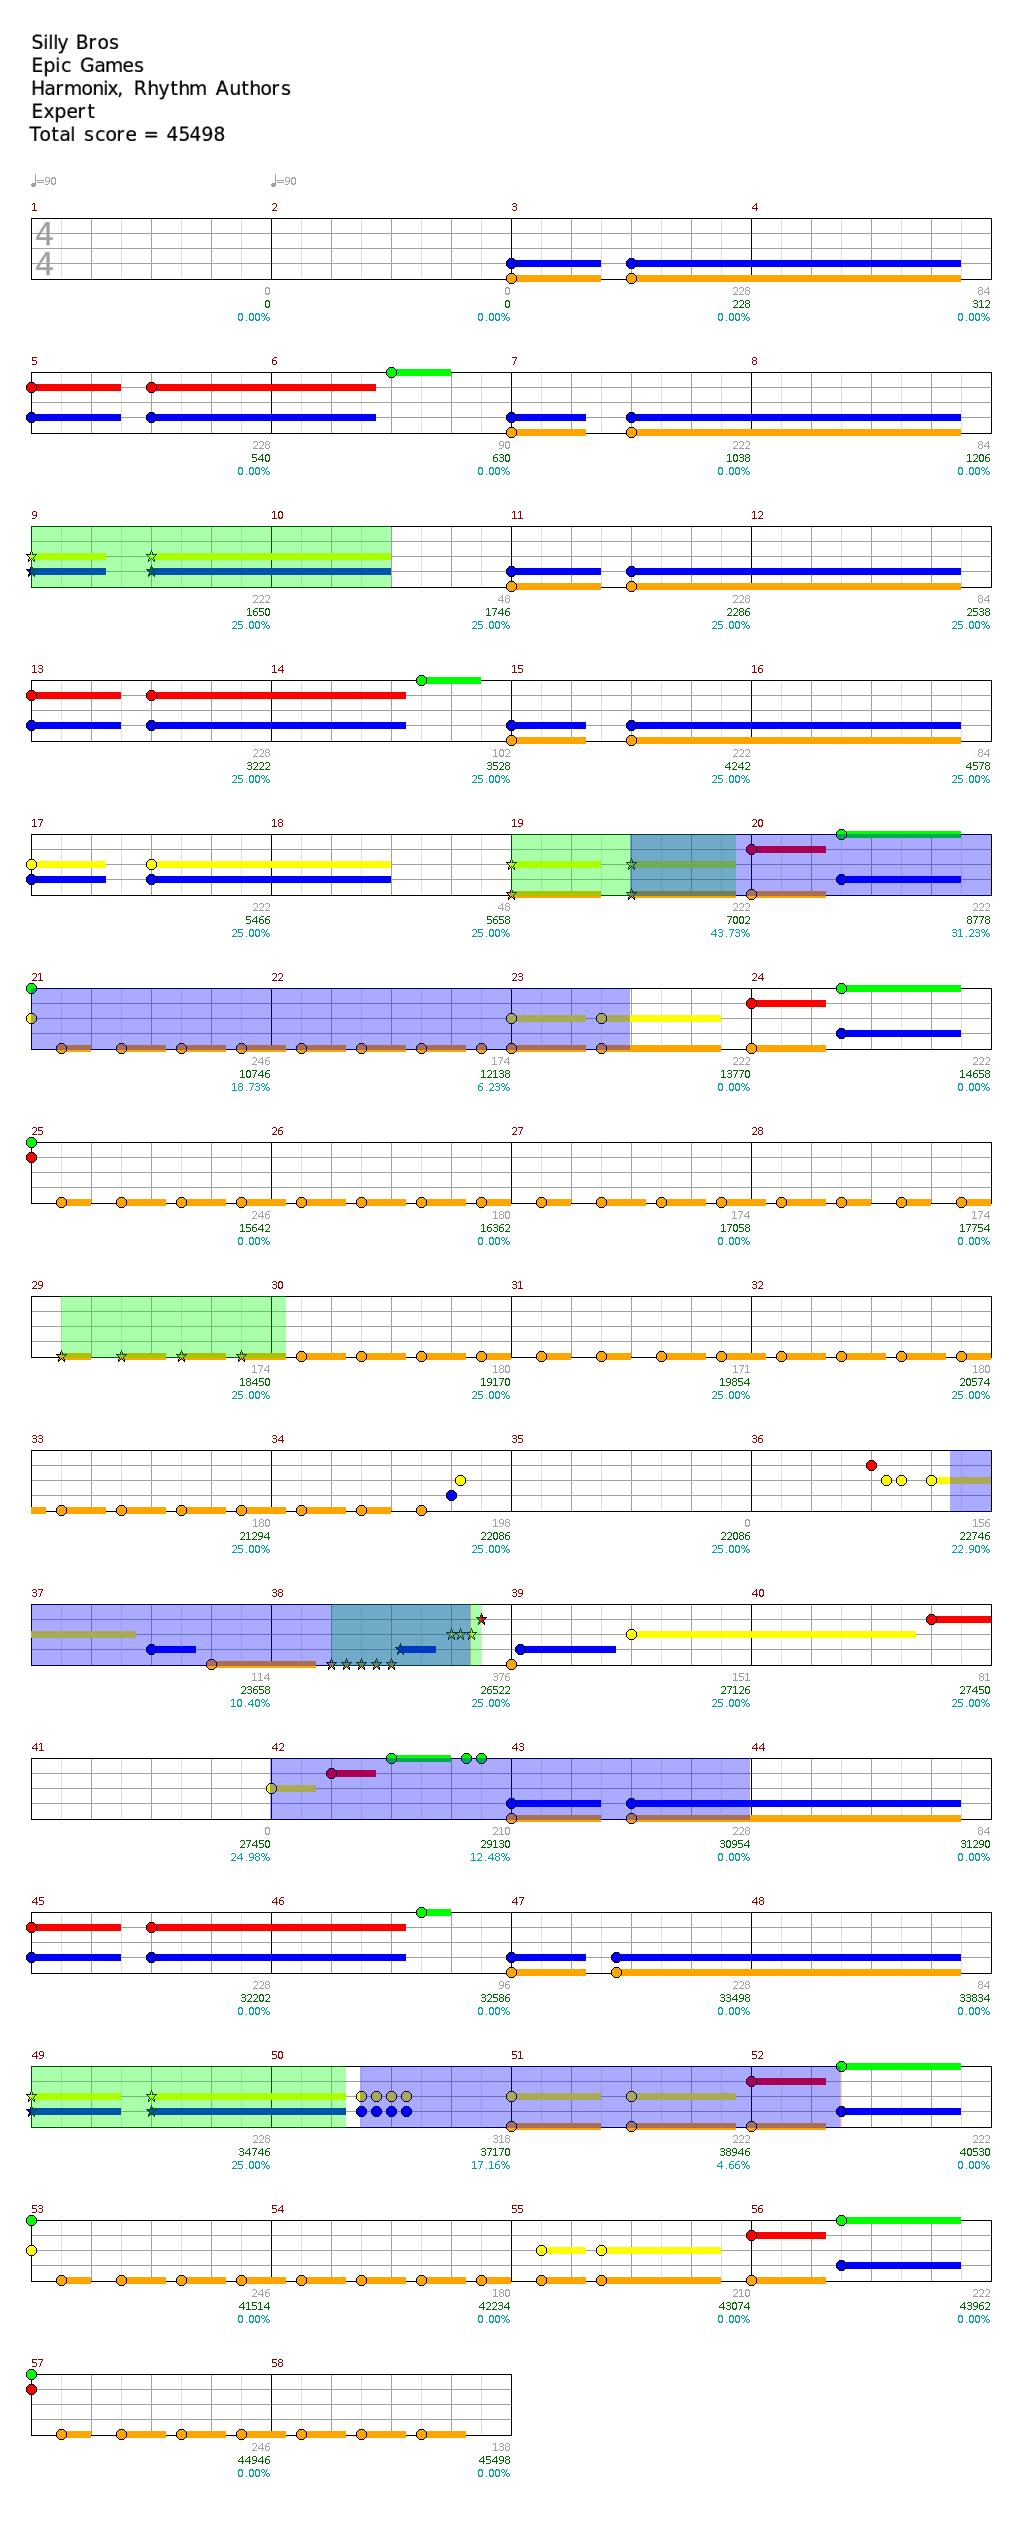 Silly Bros
Epic Games
Harmonix, Rhythm Authors
Expert
Total score = 45498
♩=90 ♩=90
1 2 3 4
4
4
0 0 228 84
0 0 228 312
0.00% 0.00% 0.00% 0.00%
5 6 7 8
228 90 222 84
540 630 1038 1206
0.00% 0.00% 0.00% 0.00%
9 10 11 12
222 48 228 84
1650 1746 2286 2538
25.00% 25.00% 25.00% 25.00%
13 14 15 16
228 102 222 84
3222 3528 4242 4578
25.00% 25.00% 25.00% 25.00%
17 18 19 20
222 48 222 222
5466 5658 7002 8778
25.00% 25.00% 43.73% 31.23%
21 22 23 24
246 174 222 222
10746 12138 13770 14658
18.73% 6.23% 0.00% 0.00%
25 26 27 28
246 180 174 174
15642 16362 17058 17754
0.00% 0.00% 0.00% 0.00%
29 30 31 32
174 180 171 180
18450 19170 19854 20574
25.00% 25.00% 25.00% 25.00%
33 34 35 36
180 198 0 156
21294 22086 22086 22746
25.00% 25.00% 25.00% 22.90%
37 38 39 40
114 376 151 81
23658 26522 27126 27450
10.40% 25.00% 25.00% 25.00%
41 42 43 44
0 210 228 84
27450 29130 30954 31290
24.98% 12.48% 0.00% 0.00%
45 46 47 48
228 96 228 84
32202 32586 33498 33834
0.00% 0.00% 0.00% 0.00%
49 50 51 52
228 318 222 222
34746 37170 38946 40530
25.00% 17.16% 4.66% 0.00%
53 54 55 56
246 180 210 222
41514 42234 43074 43962
0.00% 0.00% 0.00% 0.00%
57 58
246 138
44946 45498
0.00% 0.00%